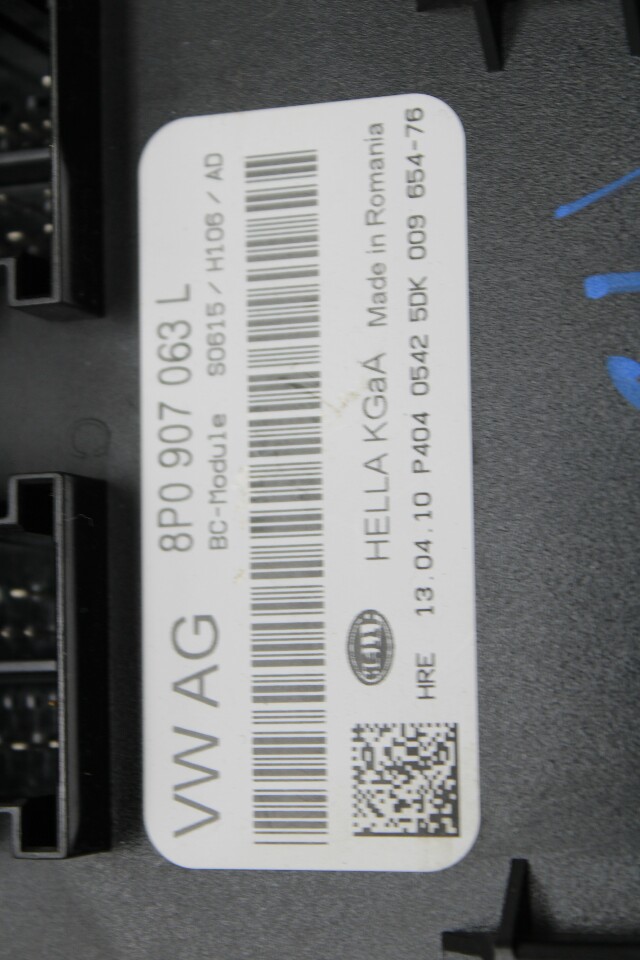 VW AG 8P0 907 063 L
BC-Module S0615 / H106 / AD
HELLA
HELLA KGaA Made in Romania
HRE 13.04.10 P404 0542 5DK 009 654-76